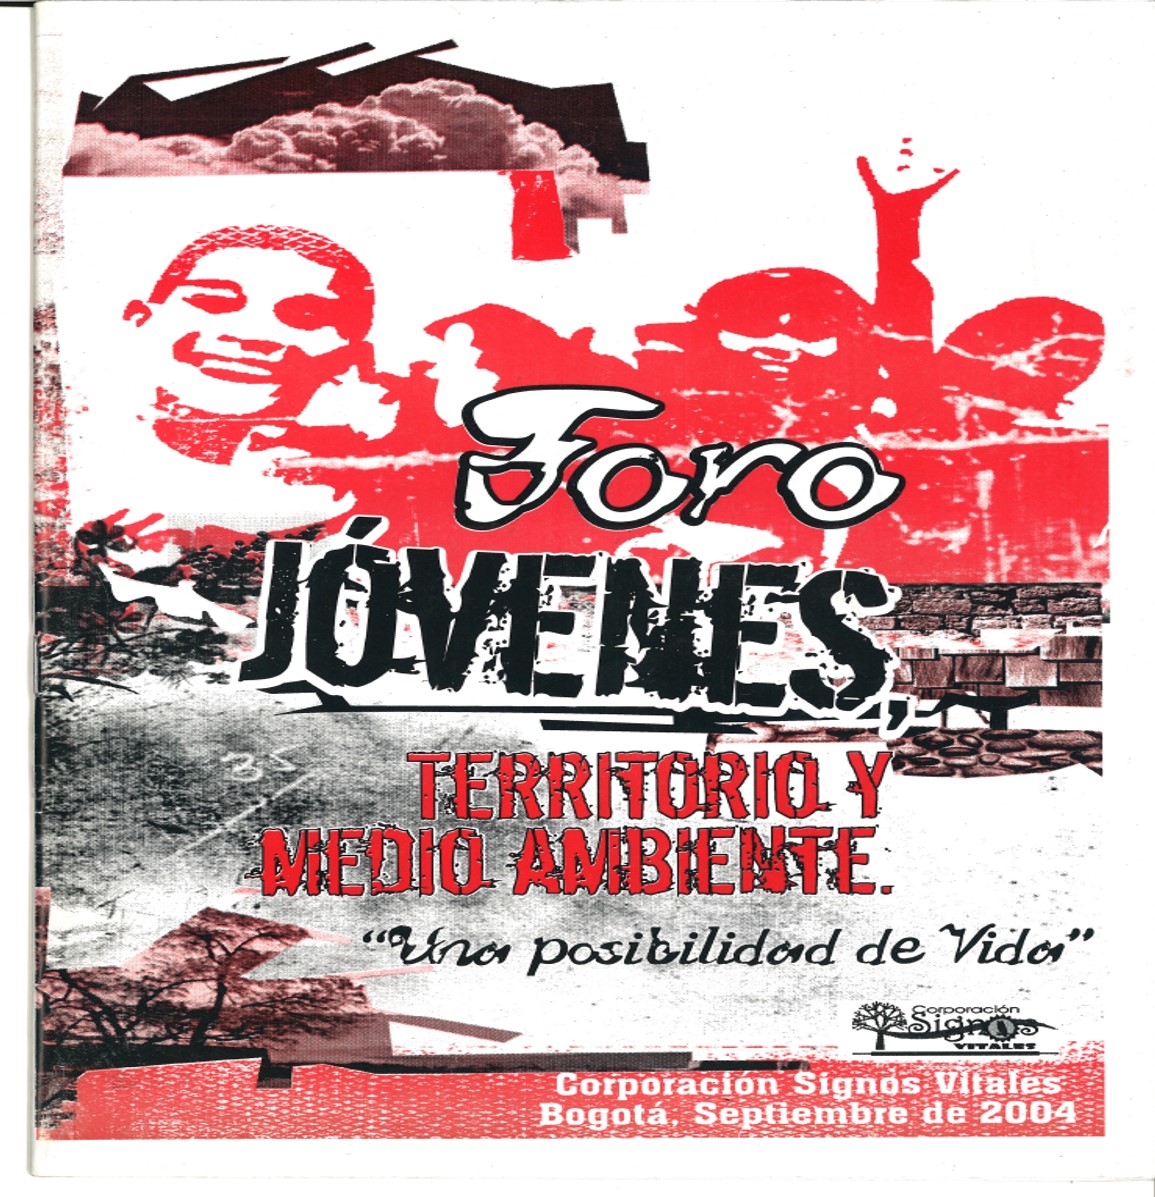 Foro
JÓVENES,
TERRITORIO Y
MEDIO AMBIENTE.
"Una posibilidad de Vida"
Corporación
Signos
VITALES
Corporación Signos Vitales
Bogotá, Septiembre de 2004